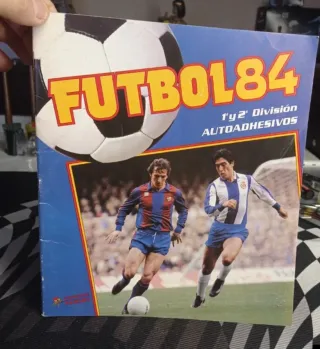 FUTBOL84
1ª y 2ª División
AUTOADHESIVOS